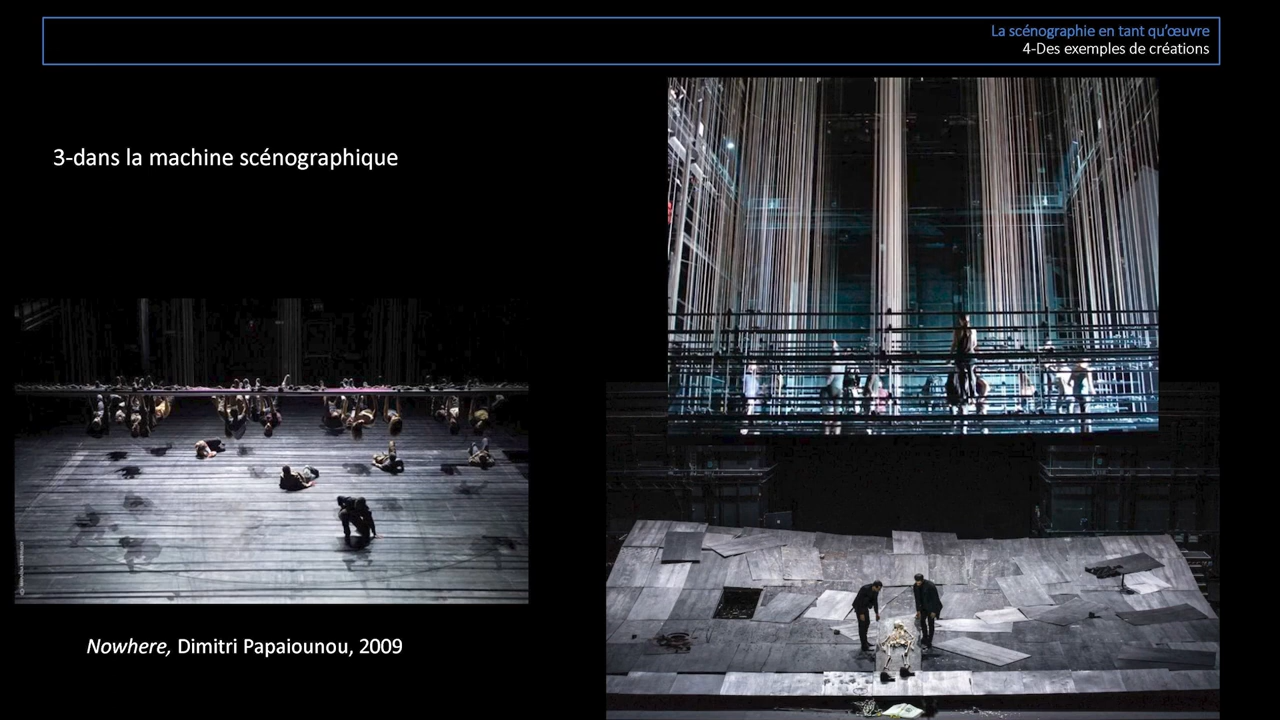 La scénographie en tant qu’œuvre
4-Des exemples de créations
3-dans la machine scénographique
Nowhere, Dimitri Papaiounou, 2009